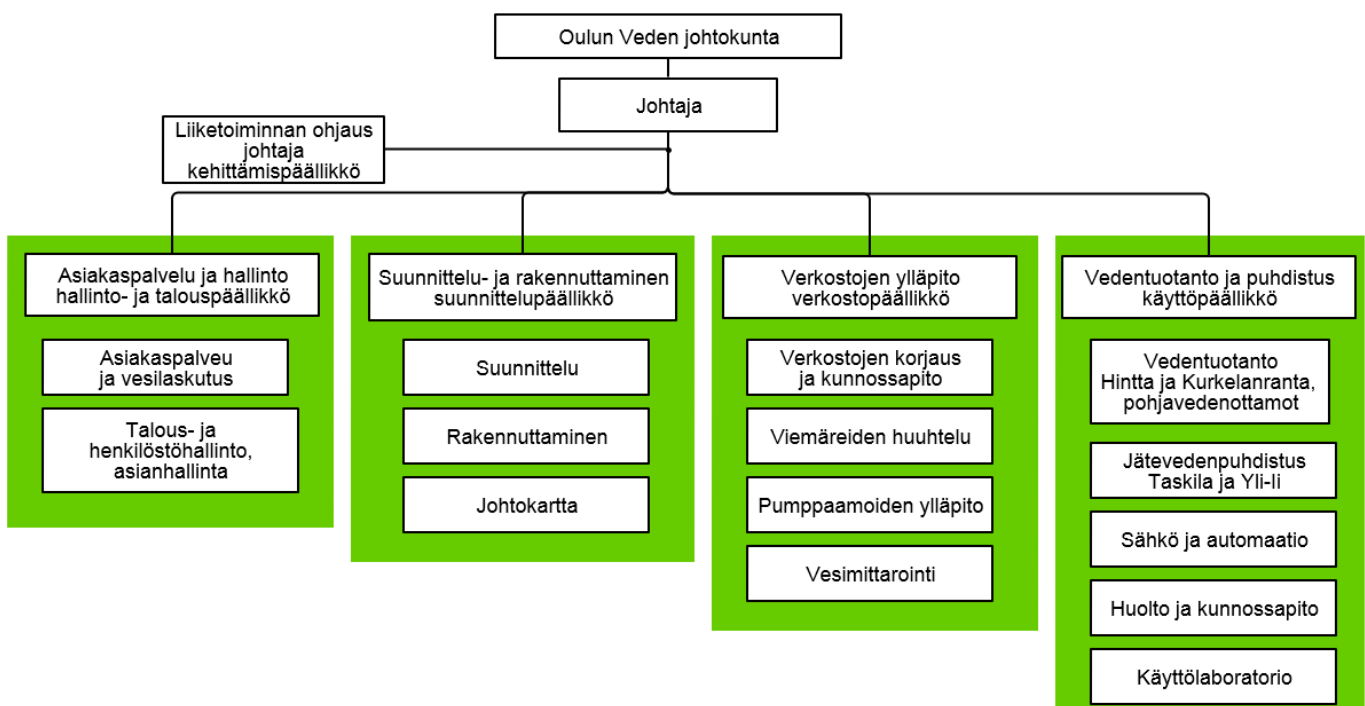 Oulun Veden johtokunta
Johtaja
Liiketoiminnan ohjaus
johtaja
kehittämispäällikkö
Asiakaspalvelu ja hallinto
hallinto- ja talouspäällikkö
Asiakaspalveu
ja vesilaskutus
Talous- ja
henkilöstöhallinto,
asianhallinta
Suunnittelu- ja rakennuttaminen
suunnittelupäällikkö
Suunnittelu
Rakennuttaminen
Johtokartta
Verkostojen ylläpito
verkostopäällikkö
Verkostojen korjaus
ja kunnossapito
Viemäreiden huuhtelu
Pumppaamoiden ylläpito
Vesimittarointi
Vedentuotanto ja puhdistus
käyttöpäällikkö
Vedentuotanto
Hintta ja Kurkelanranta,
pohjavedenottamot
Jätevedenpuhdistus
Taskila ja Yli-Ii
Sähkö ja automaatio
Huolto ja kunnossapito
Käyttölaboratorio